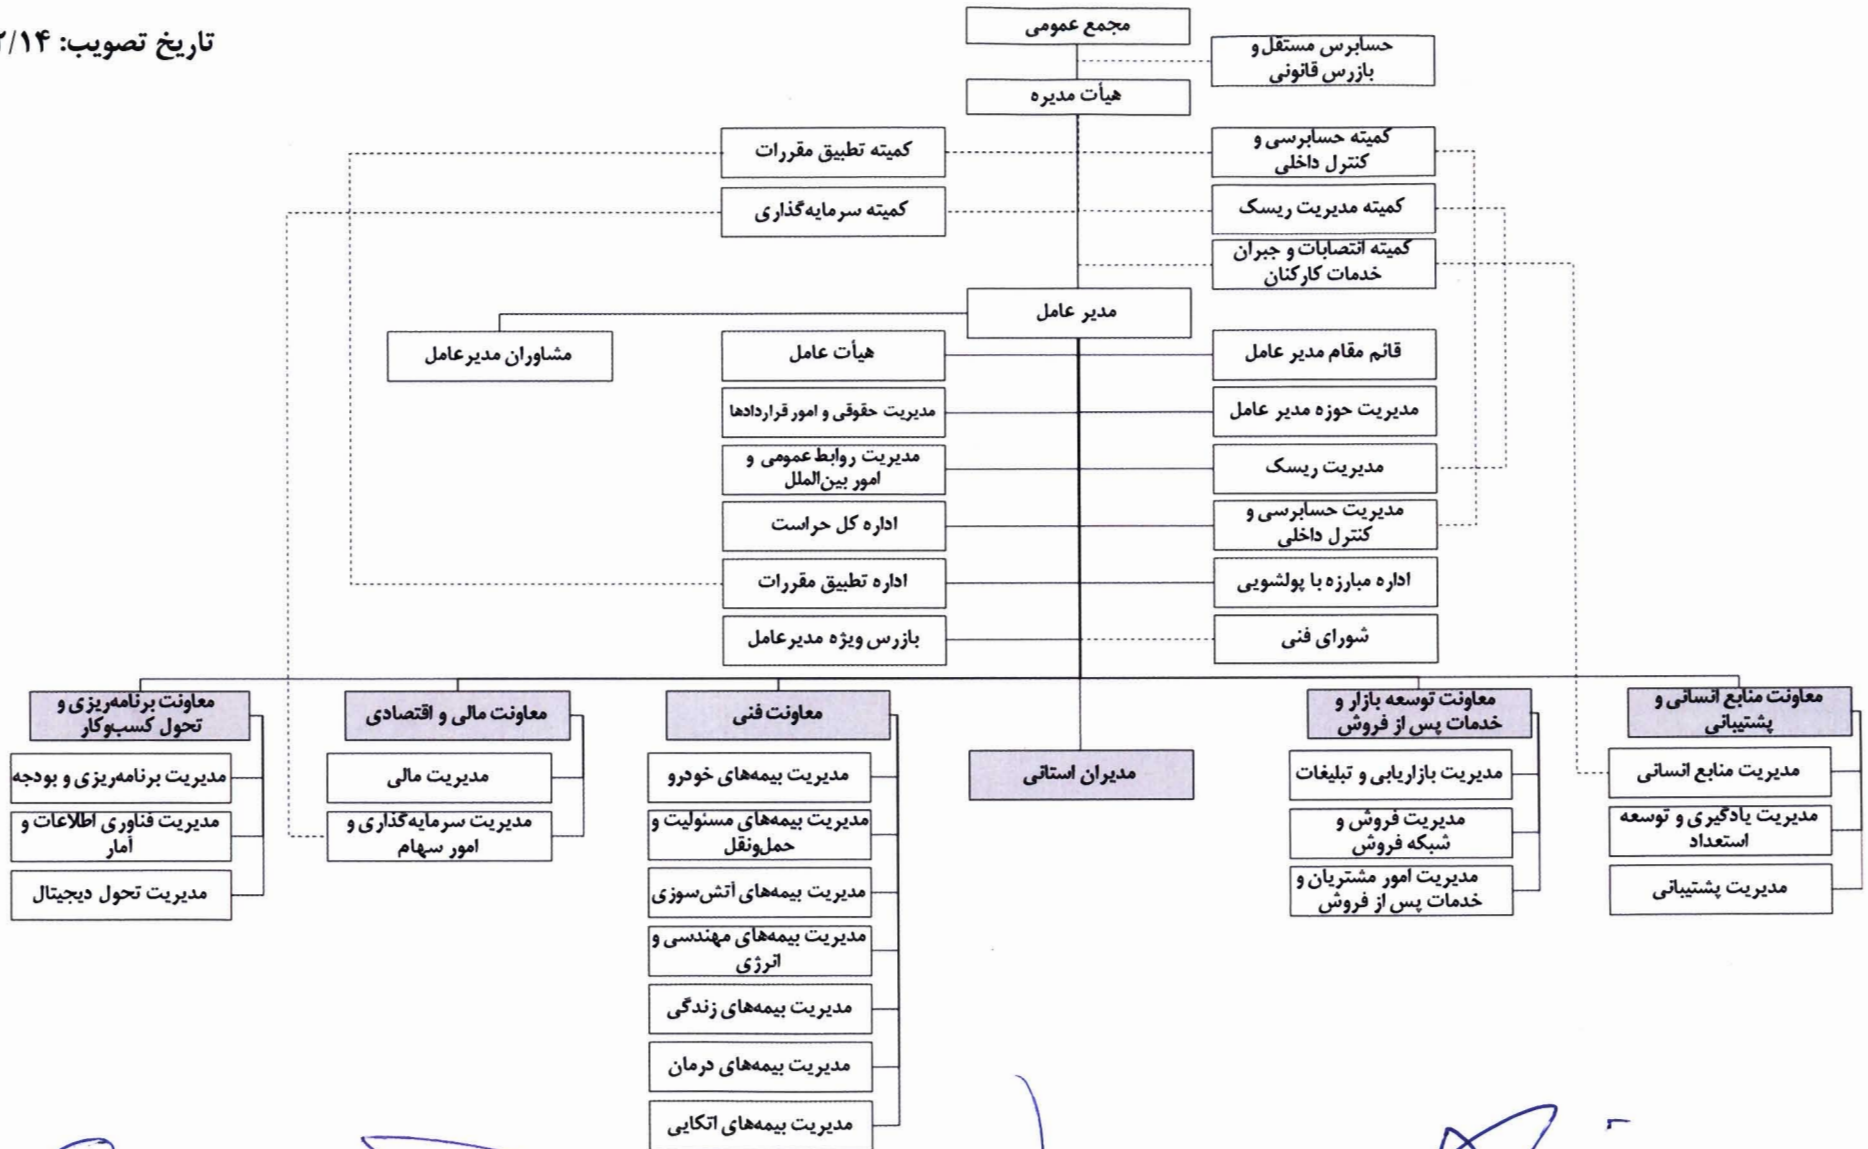 تاریخ تصویب: ۲/۱۴
مجمع عمومی
حسابرس مستقل و
بازرس قانونی
هیأت مدیره
کمیته حسابرسی و
کنترل داخلی
کمیته تطبیق مقررات
کمیته مدیریت ریسک
کمیته سرمایه‌گذاری
کمیته انتصابات و جبران
خدمات کارکنان
مدیر عامل
مشاوران مدیرعامل
قائم مقام مدیر عامل
هیأت عامل
مدیریت حوزه مدیر عامل
مدیریت حقوقی و امور قراردادها
مدیریت ریسک
مدیریت روابط عمومی و
امور بین‌الملل
مدیریت حسابرسی و
کنترل داخلی
اداره کل حراست
اداره مبارزه با پولشویی
اداره تطبیق مقررات
شورای فنی
بازرس ویژه مدیرعامل
معاونت منابع انسانی و
پشتیبانی
مدیریت منابع انسانی
مدیریت یادگیری و توسعه
استعداد
مدیریت پشتیبانی
معاونت توسعه بازار و
خدمات پس از فروش
مدیریت بازاریابی و تبلیغات
مدیریت فروش و
شبکه فروش
مدیریت امور مشتریان و
خدمات پس از فروش
مدیران استانی
معاونت فنی
مدیریت بیمه‌های خودرو
مدیریت بیمه‌های مسئولیت و
حمل‌ونقل
مدیریت بیمه‌های آتش‌سوزی
مدیریت بیمه‌های مهندسی و
انرژی
مدیریت بیمه‌های زندگی
مدیریت بیمه‌های درمان
مدیریت بیمه‌های اتکایی
معاونت مالی و اقتصادی
مدیریت مالی
مدیریت سرمایه‌گذاری و
امور سهام
معاونت برنامه‌ریزی و
تحول کسب‌وکار
مدیریت برنامه‌ریزی و بودجه
مدیریت فناوری اطلاعات و
آمار
مدیریت تحول دیجیتال